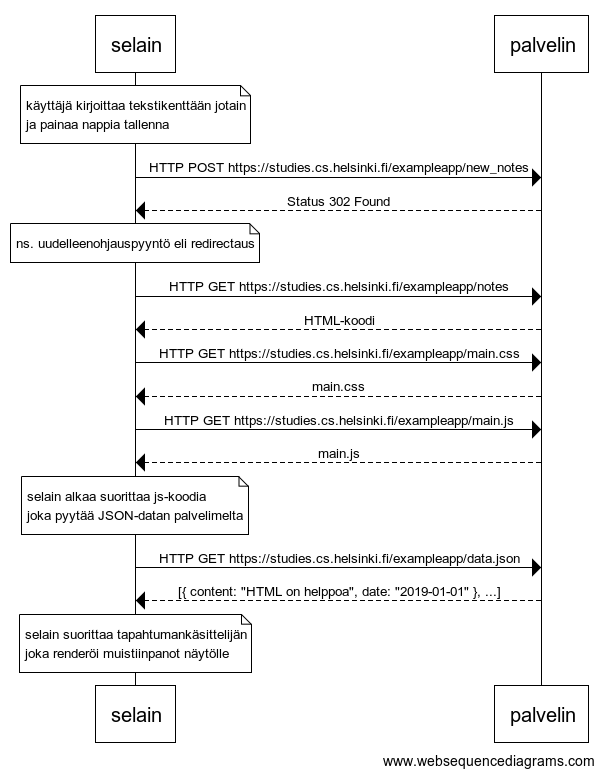 selain
palvelin
käyttäjä kirjoittaa tekstikenttään jotain
ja painaa nappia tallenna
HTTP POST https://studies.cs.helsinki.fi/exampleapp/new_notes
Status 302 Found
ns. uudelleenohjauspyyntö eli redirectaus
HTTP GET https://studies.cs.helsinki.fi/exampleapp/notes
HTML-koodi
HTTP GET https://studies.cs.helsinki.fi/exampleapp/main.css
main.css
HTTP GET https://studies.cs.helsinki.fi/exampleapp/main.js
main.js
selain alkaa suorittaa js-koodia
joka pyytää JSON-datan palvelimelta
HTTP GET https://studies.cs.helsinki.fi/exampleapp/data.json
[{ content: "HTML on helppoa", date: "2019-01-01" }, ...]
selain suorittaa tapahtumankäsittelijän
joka renderöi muistiinpanot näytölle
selain
palvelin
www.websequencediagrams.com